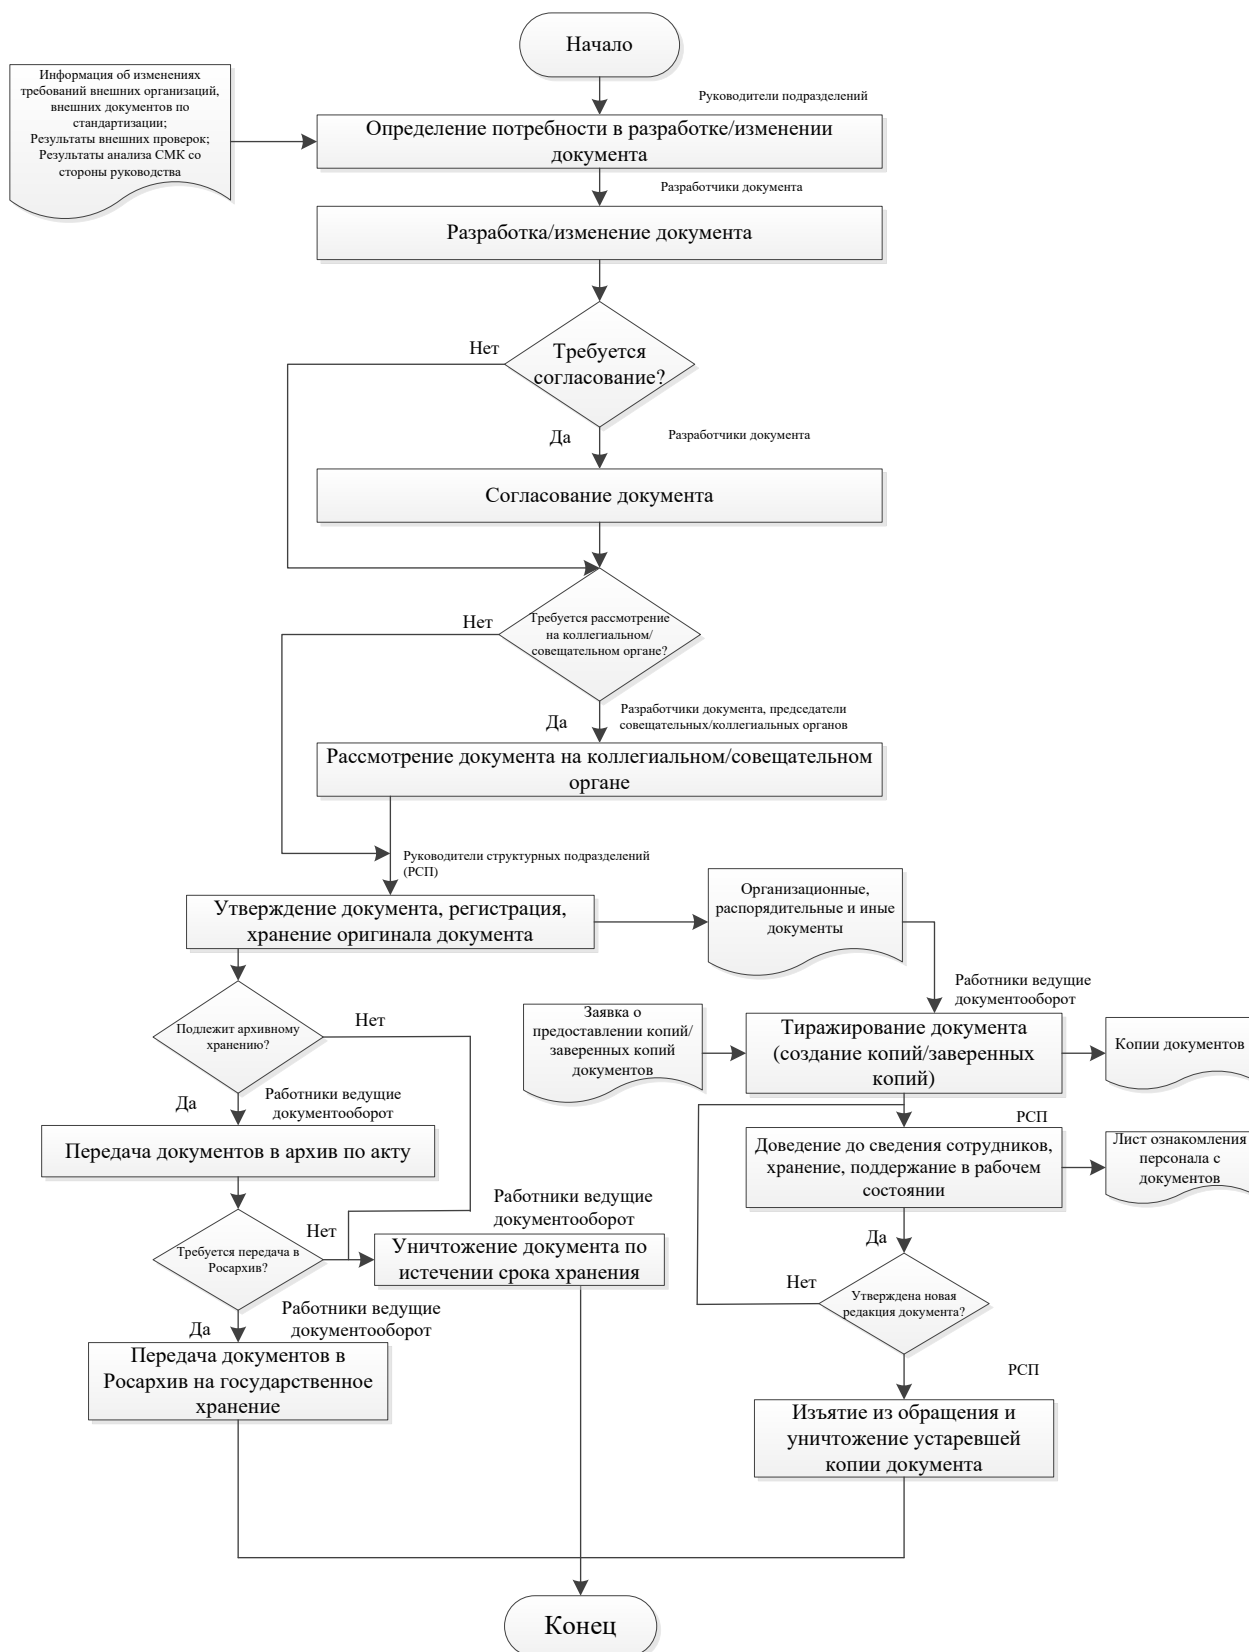 Начало
Информация об изменениях
требований внешних организаций,
внешних документов по
стандартизации;
Результаты внешних проверок;
Результаты анализа СМК со
стороны руководства
Руководители подразделений
Определение потребности в разработке/изменении
документа
Разработчики документа
Разработка/изменение документа
Нет
Требуется
согласование?
Да
Разработчики документа
Согласование документа
Нет
Требуется рассмотрение
на коллегиальном/
совещательном органе?
Да
Разработчики документа, председатели
совещательных/коллегиальных органов
Рассмотрение документа на коллегиальном/совещательном
органе
Руководители структурных подразделений
(РСП)
Утверждение документа, регистрация,
хранение оригинала документа
Организационные,
распорядительные и иные
документы
Работники ведущие
документооборот
Подлежит архивному
хранению?
Нет
Заявка о
предоставлении копий/
заверенных копий
документов
Тиражирование документа
(создание копий/заверенных
копий)
Копии документов
Да
Работники ведущие
документооборот
РСП
Передача документов в архив по акту
Доведение до сведения сотрудников,
хранение, поддержание в рабочем
состоянии
Лист ознакомления
персонала с
документов
Работники ведущие
документооборот
Требуется передача в
Росархив?
Нет
Уничтожение документа по
истечении срока хранения
Да
Нет
Утверждена новая
редакция документа?
Да
Работники ведущие
документооборот
Передача документов в
Росархив на государственное
хранение
РСП
Изъятие из обращения и
уничтожение устаревшей
копии документа
Конец